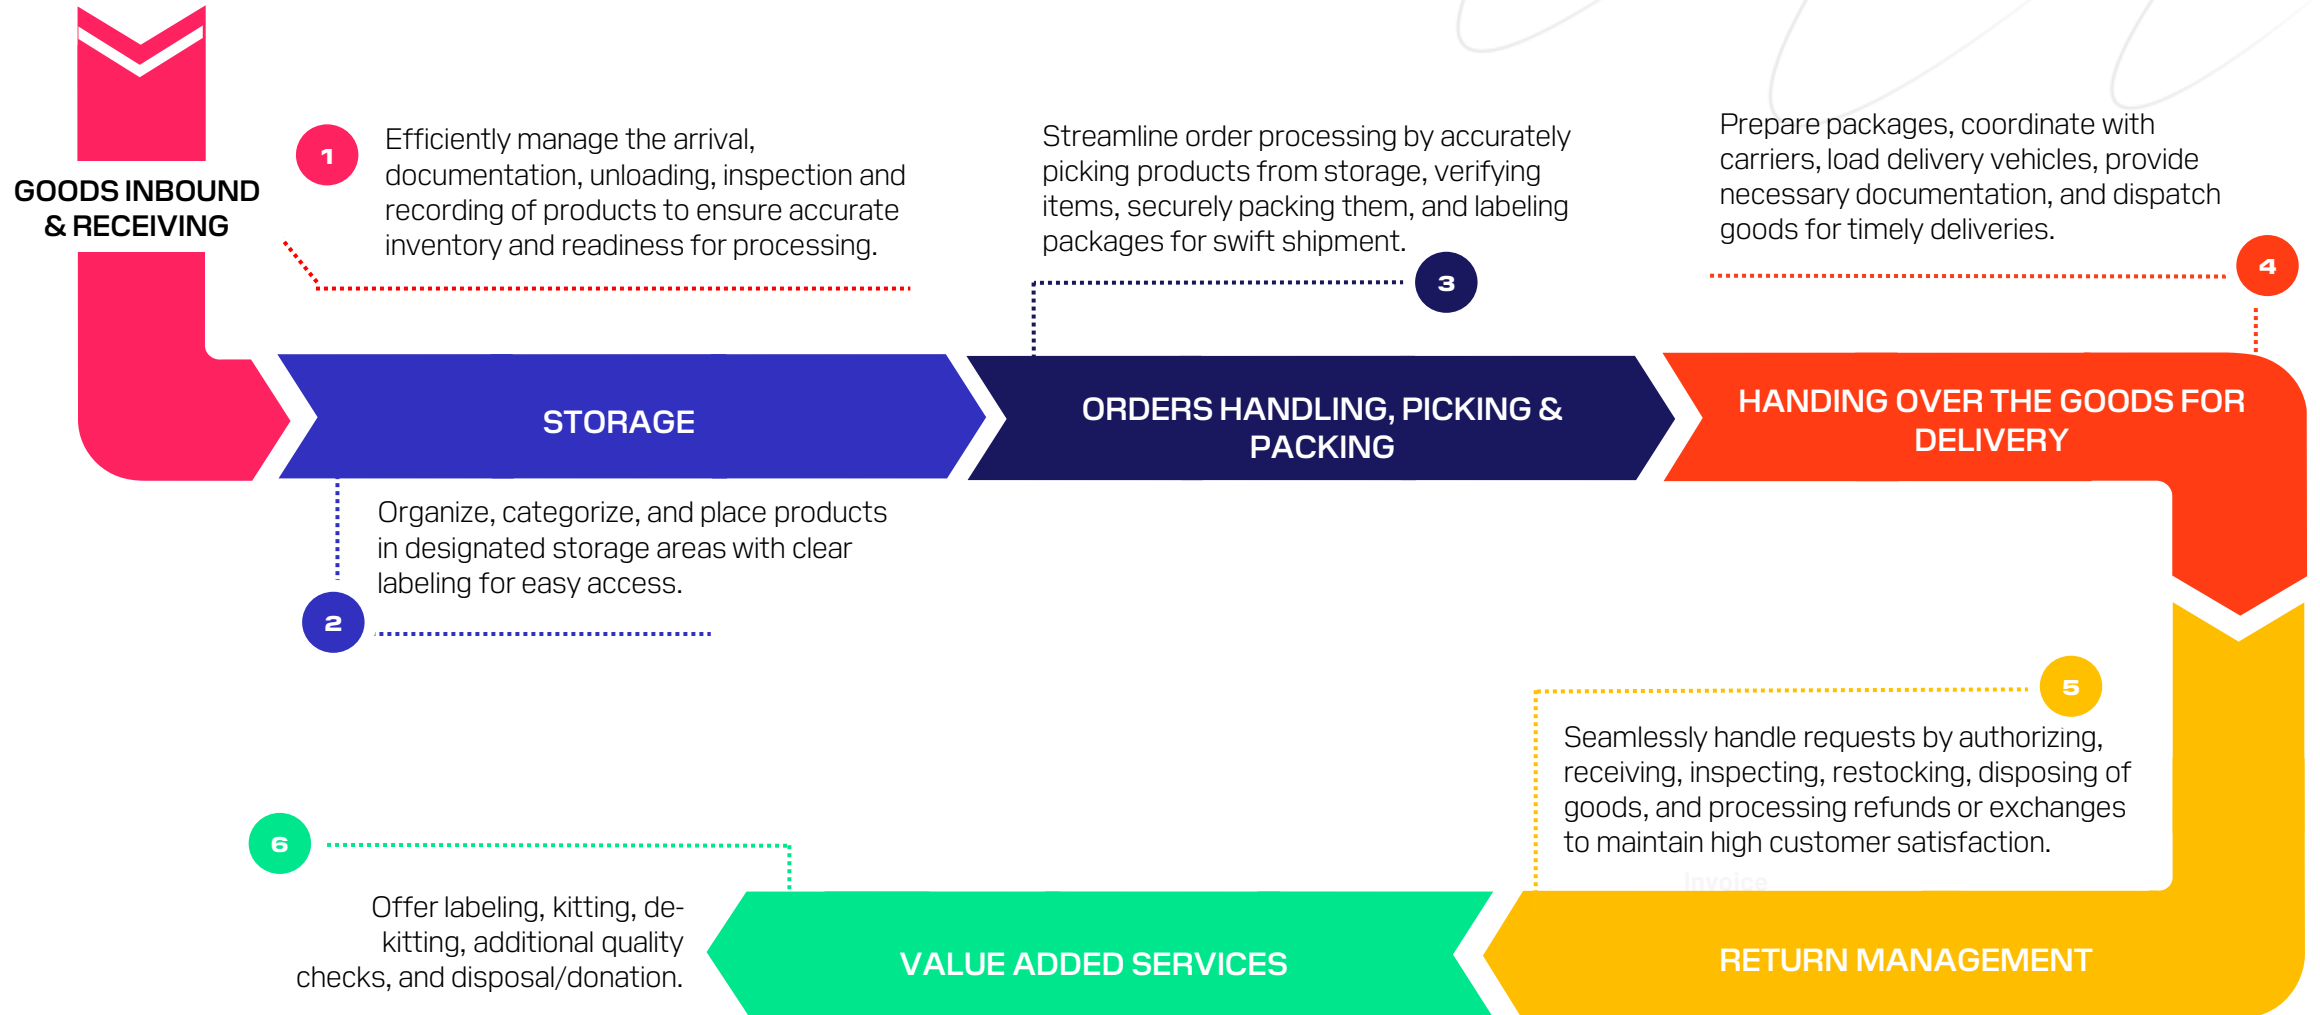 GOODS INBOUND
& RECEIVING
1
Efficiently manage the arrival,
documentation, unloading, inspection and
recording of products to ensure accurate
inventory and readiness for processing.
STORAGE
2
Organize, categorize, and place products
in designated storage areas with clear
labeling for easy access.
Streamline order processing by accurately
picking products from storage, verifying
items, securely packing them, and labeling
packages for swift shipment.
3
ORDERS HANDLING, PICKING &
PACKING
Prepare packages, coordinate with
carriers, load delivery vehicles, provide
necessary documentation, and dispatch
goods for timely deliveries.
4
HANDING OVER THE GOODS FOR
DELIVERY
5
Seamlessly handle requests by authorizing,
receiving, inspecting, restocking, disposing of
goods, and processing refunds or exchanges
to maintain high customer satisfaction.
Invoice
RETURN MANAGEMENT
6
Offer labeling, kitting, de-
kitting, additional quality
checks, and disposal/donation.
VALUE ADDED SERVICES